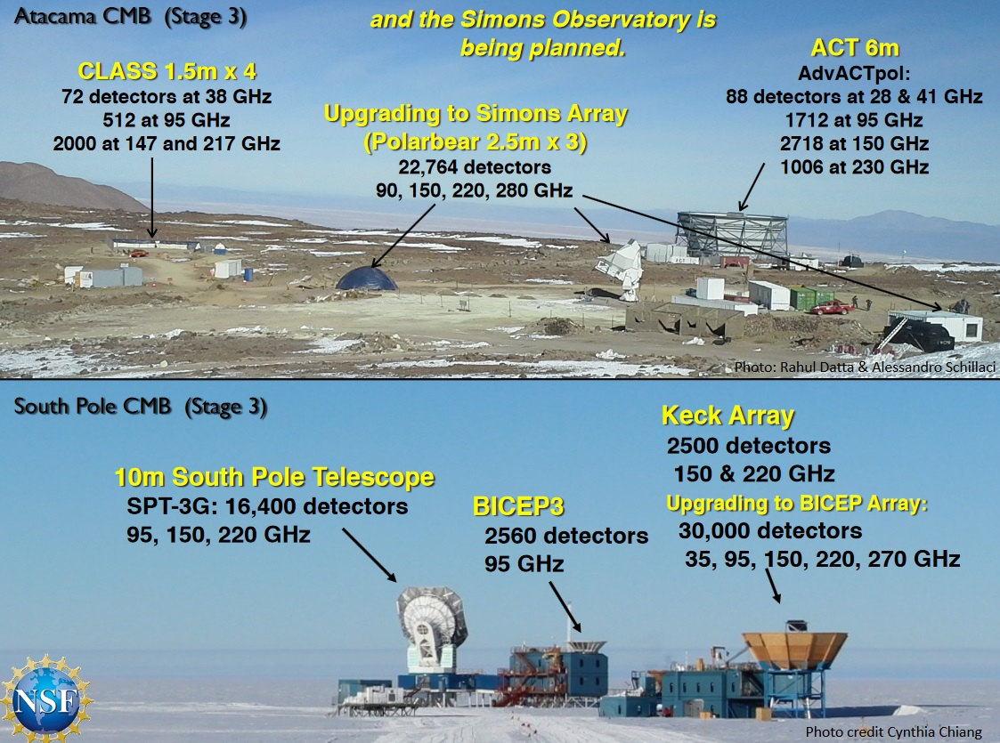 Atacama CMB (Stage 3)
and the Simons Observatory is
being planned.
CLASS 1.5m x 4
72 detectors at 38 GHz
512 at 95 GHz
2000 at 147 and 217 GHz
Upgrading to Simons Array
(Polarbear 2.5m x 3)
22,764 detectors
90, 150, 220, 280 GHz
ACT 6m
AdvACTpol:
88 detectors at 28 & 41 GHz
1712 at 95 GHz
2718 at 150 GHz
1006 at 230 GHz
ACT
Photo: Rahul Datta & Alessandro Schillaci
South Pole CMB (Stage 3)
10m South Pole Telescope
SPT-3G: 16,400 detectors
95, 150, 220 GHz
BICEP3
2560 detectors
95 GHz
Keck Array
2500 detectors
150 & 220 GHz
Upgrading to BICEP Array:
30,000 detectors
35, 95, 150, 220, 270 GHz
NSF
Photo credit Cynthia Chiang